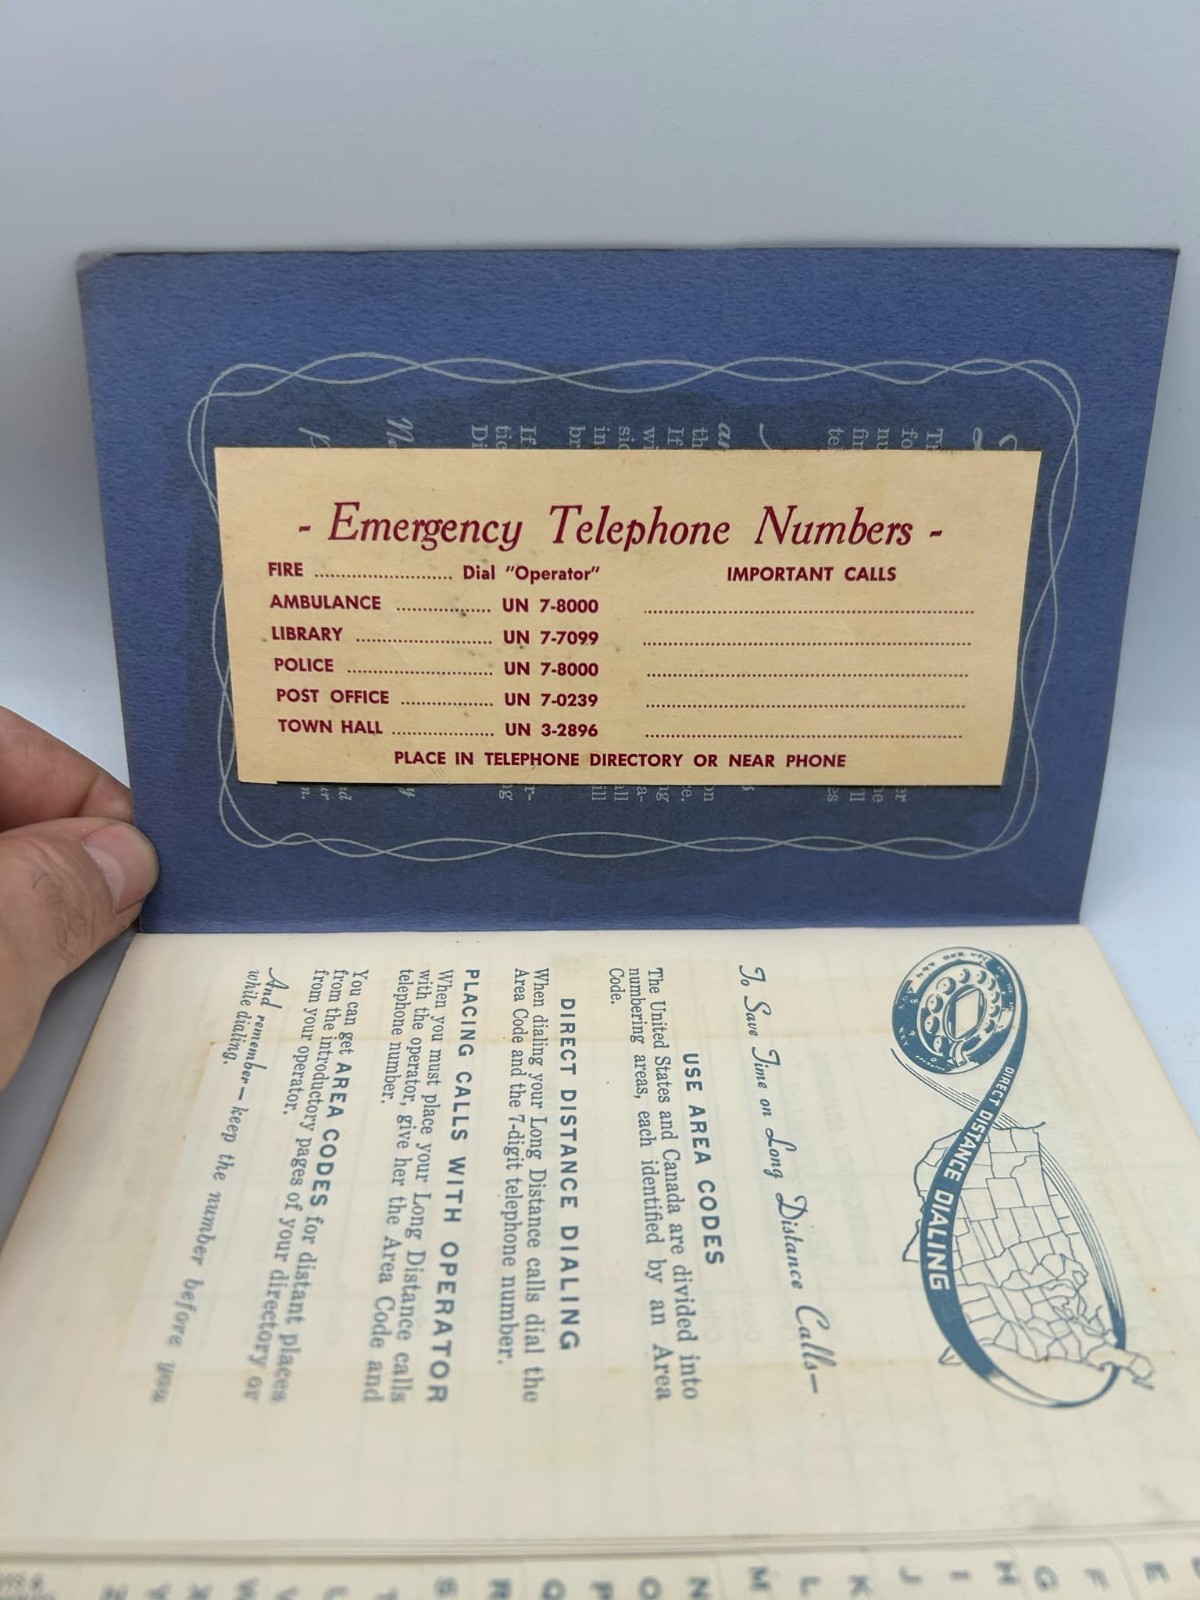 - Emergency Telephone Numbers -
FIRE .......................... Dial "Operator"
AMBULANCE .................. UN 7-8000
LIBRARY .......................... UN 7-7099
POLICE ............................ UN 7-8000
POST OFFICE .................. UN 7-0239
TOWN HALL .................... UN 3-2896
IMPORTANT CALLS
PLACE IN TELEPHONE DIRECTORY OR NEAR PHONE
DIRECT DISTANCE DIALING
To Save Time on Long Distance Calls—
USE AREA CODES
The United States and Canada are divided into
numbering areas, each identified by an Area
Code.
DIRECT DISTANCE DIALING
When dialing your Long Distance calls dial the
Area Code and the 7-digit telephone number.
PLACING CALLS WITH OPERATOR
When you must place your Long Distance calls
with the operator, give her the Area Code and
telephone number.
You can get AREA CODES for distant places
from the introductory pages of your directory or
from your operator.
And remember— keep the number before you
while dialing.
E
F
G
H
I
J
K
L
M
N
O
P
Q
R
S
T